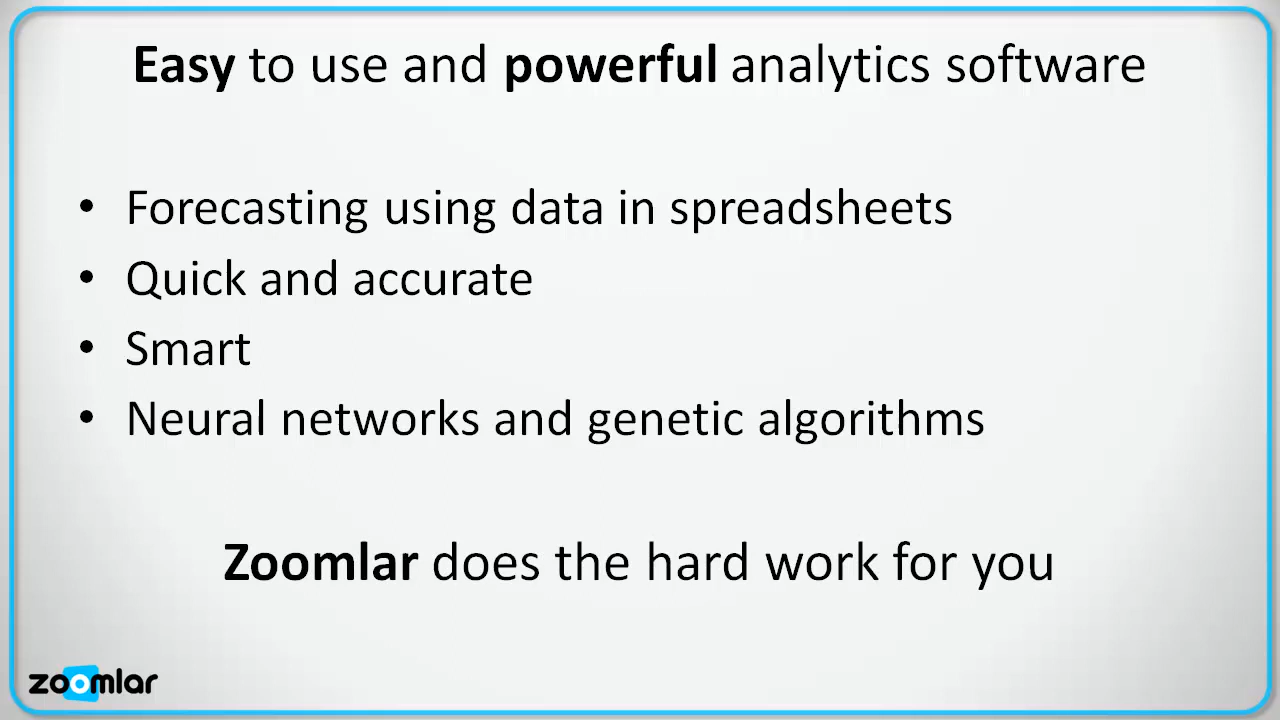 Easy to use and powerful analytics software
• Forecasting using data in spreadsheets
• Quick and accurate
• Smart
• Neural networks and genetic algorithms
Zoomlar does the hard work for you
zoomlar